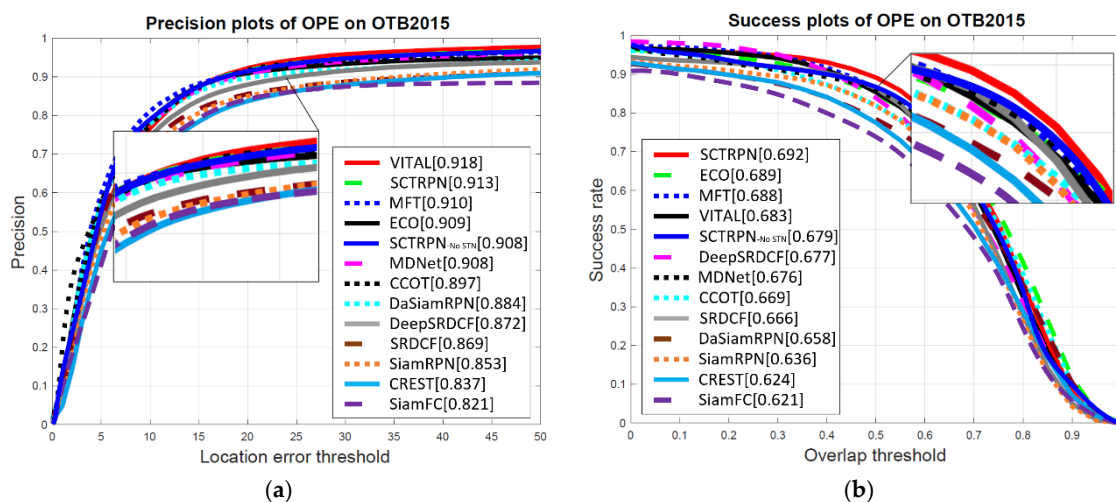 Precision plots of OPE on OTB2015
Precision
1
0.9
0.8
0.7
0.6
0.5
0.4
0.3
0.2
0.1
0
VITAL[0.918]
SCTRPN[0.913]
MFT[0.910]
ECO[0.909]
SCTRPN-No STN[0.908]
MDNet[0.908]
CCOT[0.897]
DaSiamRPN[0.884]
DeepSRDCF[0.872]
SRDCF[0.869]
SiamRPN[0.853]
CREST[0.837]
SiamFC[0.821]
0 5 10 15 20 25 30 35 40 45 50
Location error threshold
(a)
Success plots of OPE on OTB2015
Success rate
1
0.9
0.8
0.7
0.6
0.5
0.4
0.3
0.2
0.1
0
SCTRPN[0.692]
ECO[0.689]
MFT[0.688]
VITAL[0.683]
SCTRPN-No STN[0.679]
DeepSRDCF[0.677]
MDNet[0.676]
CCOT[0.669]
SRDCF[0.666]
DaSiamRPN[0.658]
SiamRPN[0.636]
CREST[0.624]
SiamFC[0.621]
0 0.1 0.2 0.3 0.4 0.5 0.6 0.7 0.8 0.9
Overlap threshold
(b)